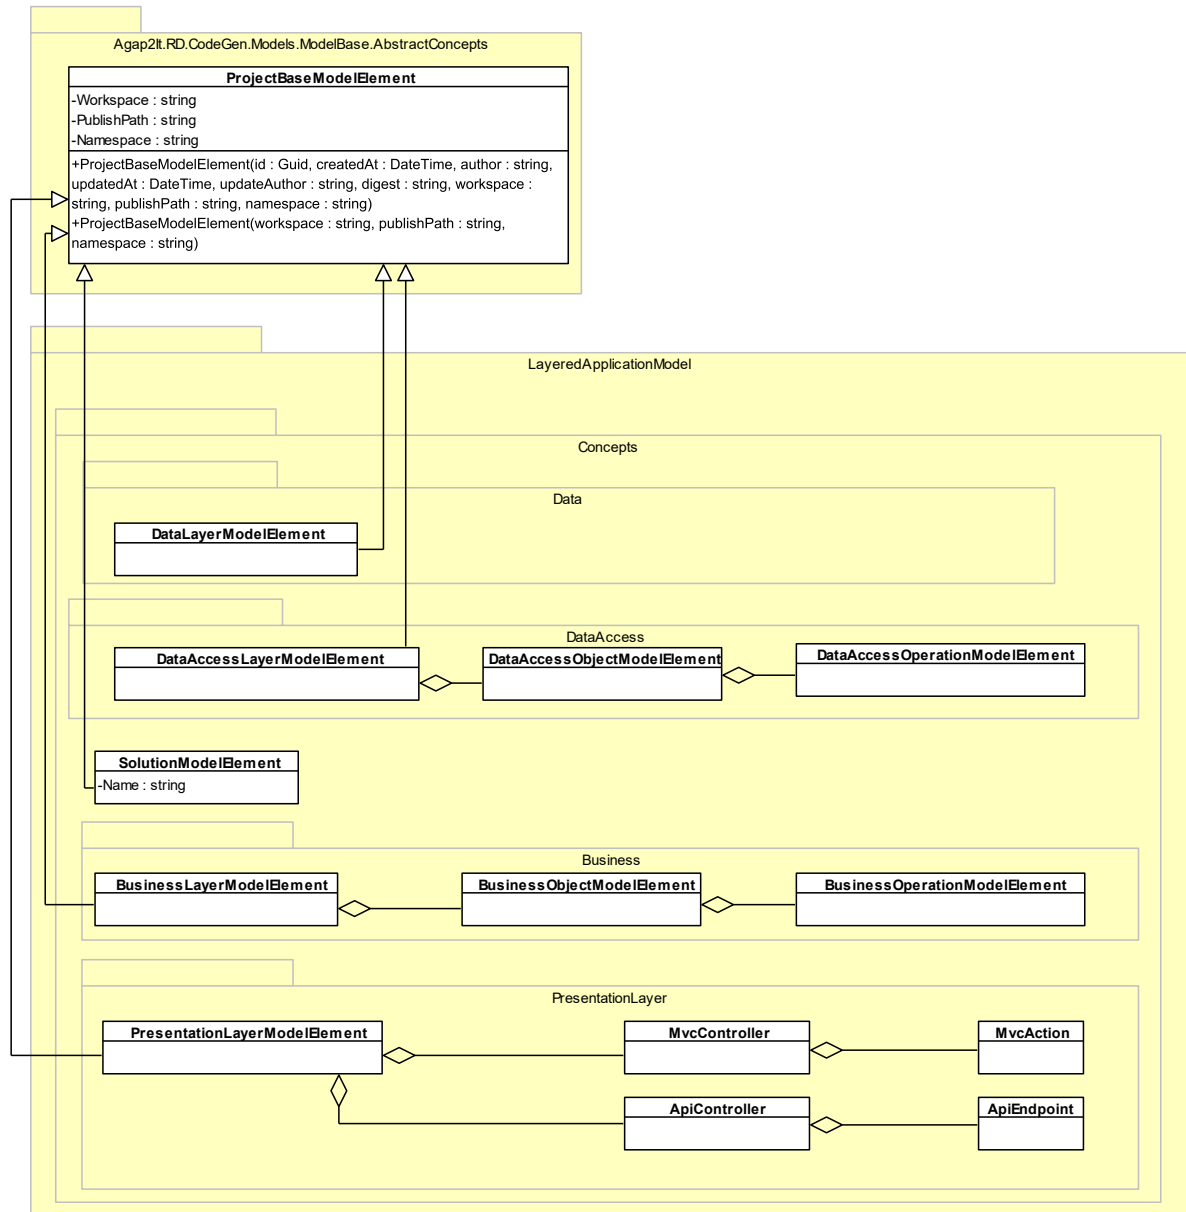 Agap2It.RD.CodeGen.Models.ModelBase.AbstractConcepts
ProjectBaseModelElement
-Workspace : string
-PublishPath : string
-Namespace : string
+ProjectBaseModelElement(id : Guid, createdAt : DateTime, author : string,
updatedAt : DateTime, updateAuthor : string, digest : string, workspace :
string, publishPath : string, namespace : string)
+ProjectBaseModelElement(workspace : string, publishPath : string,
namespace : string)
LayeredApplicationModel
Concepts
Data
DataLayerModelElement
DataAccess
DataAccessLayerModelElement
DataAccessObjectModelElement
DataAccessOperationModelElement
SolutionModelElement
-Name : string
Business
BusinessLayerModelElement
BusinessObjectModelElement
BusinessOperationModelElement
PresentationLayer
PresentationLayerModelElement
MvcController
MvcAction
ApiController
ApiEndpoint